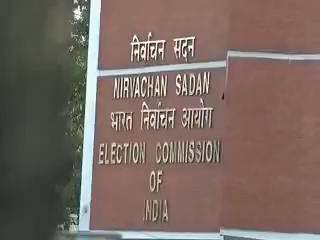 निर्वाचन सदन
NIRVACHAN SADAN
भारत निर्वाचन आयोग
ELECTION COMMISSION
OF
INDIA